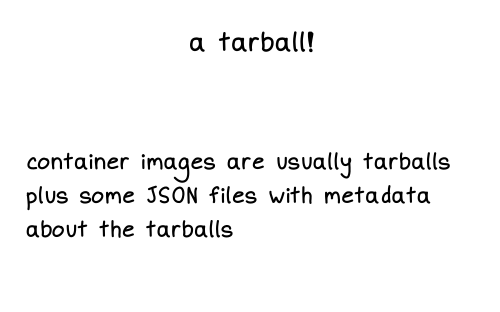 a tarball!
container images are usually tarballs
plus some JSON files with metadata
about the tarballs